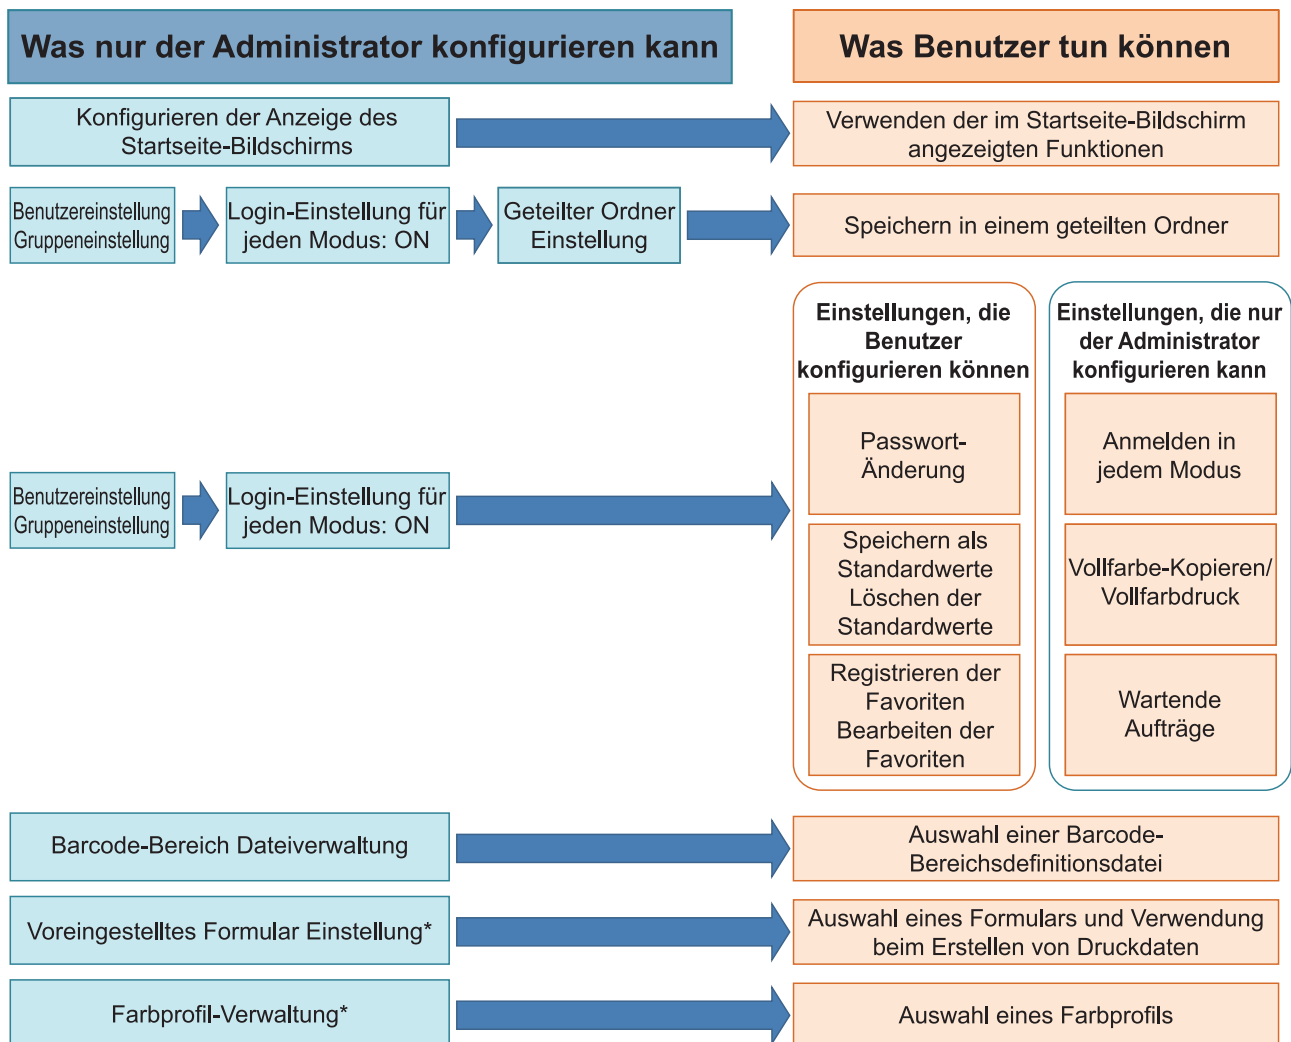 Was nur der Administrator konfigurieren kann
Was Benutzer tun können
Konfigurieren der Anzeige des
Startseite-Bildschirms
Verwenden der im Startseite-Bildschirm
angezeigten Funktionen
Benutzereinstellung
Gruppeneinstellung
Login-Einstellung für
jeden Modus: ON
Geteilter Ordner
Einstellung
Speichern in einem geteilten Ordner
Benutzereinstellung
Gruppeneinstellung
Login-Einstellung für
jeden Modus: ON
Einstellungen, die
Benutzer
konfigurieren können
Passwort-
Änderung
Speichern als
Standardwerte
Löschen der
Standardwerte
Registrieren der
Favoriten
Bearbeiten der
Favoriten
Einstellungen, die nur
der Administrator
konfigurieren kann
Anmelden in
jedem Modus
Vollfarbe-Kopieren/
Vollfarbdruck
Wartende
Aufträge
Barcode-Bereich Dateiverwaltung
Auswahl einer Barcode-
Bereichsdefinitionsdatei
Voreingestelltes Formular Einstellung*
Auswahl eines Formulars und Verwendung
beim Erstellen von Druckdaten
Farbprofil-Verwaltung*
Auswahl eines Farbprofils